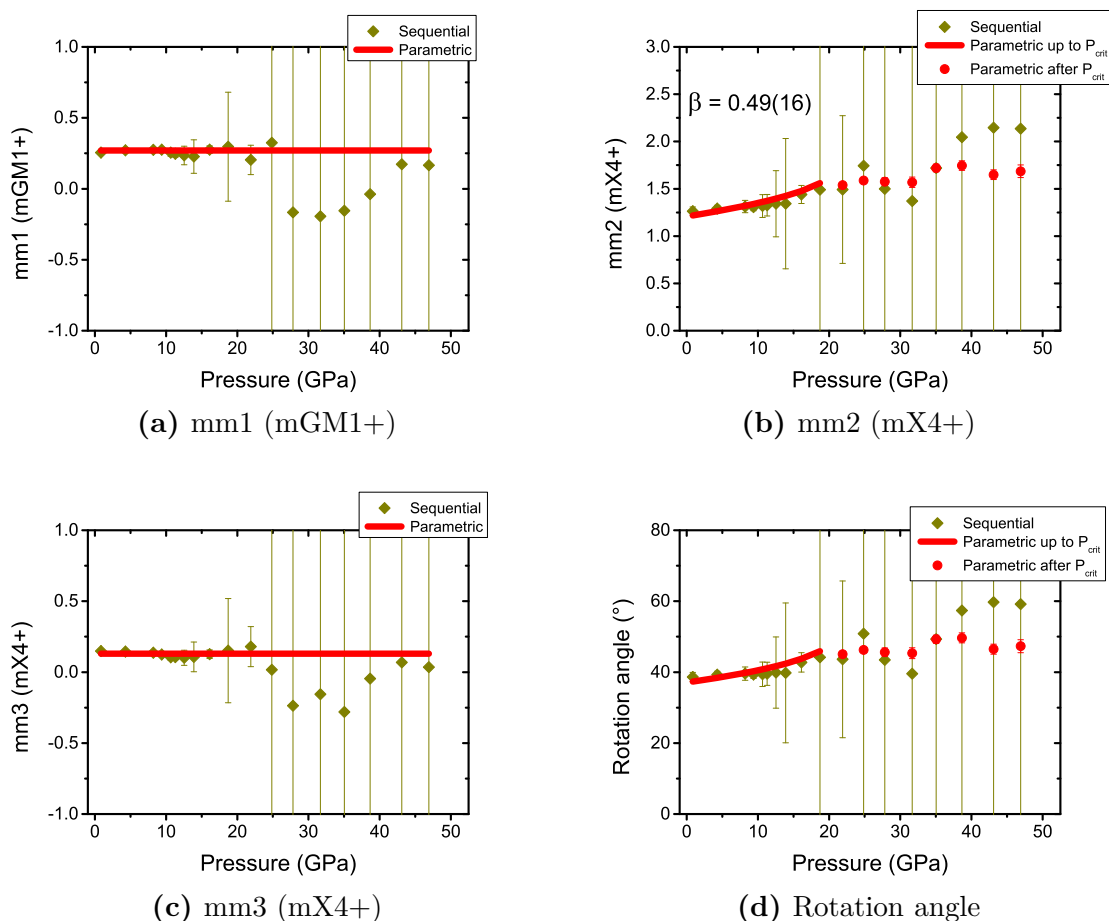 Sequential
Parametric
1.0
0.5
0.0
-0.5
-1.0
mm1 (mGM1+)
0 10 20 30 40 50
Pressure (GPa)
(a) mm1 (mGM1+)
Sequential
Parametric up to Pcrit
Parametric after Pcrit
β = 0.49(16)
3.0
2.5
2.0
1.5
1.0
0.5
0.0
mm2 (mX4+)
0 10 20 30 40 50
Pressure (GPa)
(b) mm2 (mX4+)
Sequential
Parametric
1.0
0.5
0.0
-0.5
-1.0
mm3 (mX4+)
0 10 20 30 40 50
Pressure (GPa)
(c) mm3 (mX4+)
Sequential
Parametric up to Pcrit
Parametric after Pcrit
80
60
40
20
0
Rotation angle (°)
0 10 20 30 40 50
Pressure (GPa)
(d) Rotation angle